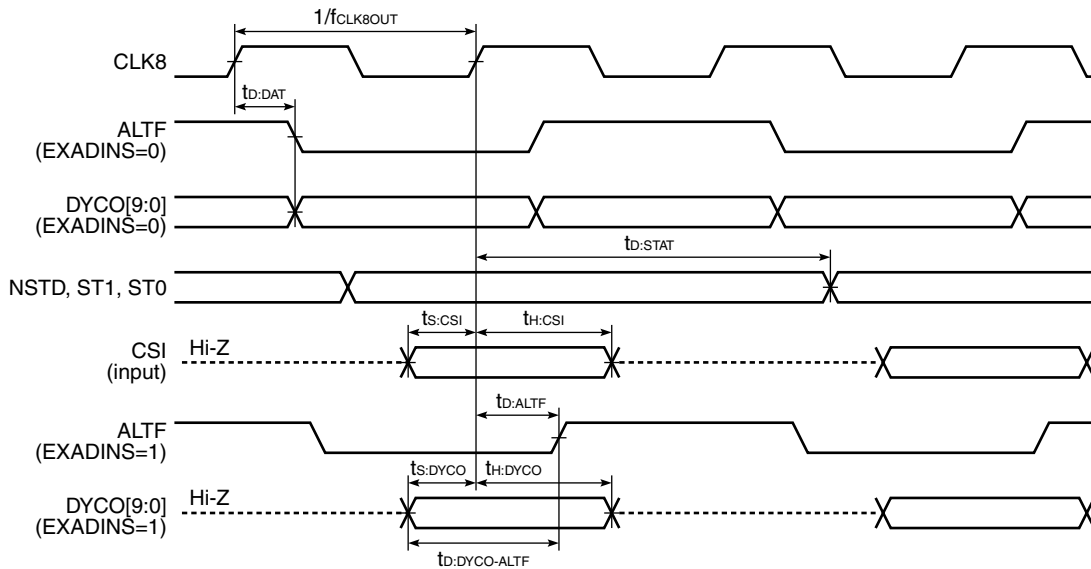 1/fCLK8OUT
CLK8
tD:DAT
ALTF
(EXADINS=0)
DYCO[9:0]
(EXADINS=0)
tD:STAT
NSTD, ST1, ST0
tS:CSI
tH:CSI
CSI
(input)
Hi-Z
tD:ALTF
ALTF
(EXADINS=1)
tS:DYCO
tH:DYCO
DYCO[9:0]
(EXADINS=1)
Hi-Z
tD:DYCO-ALTF